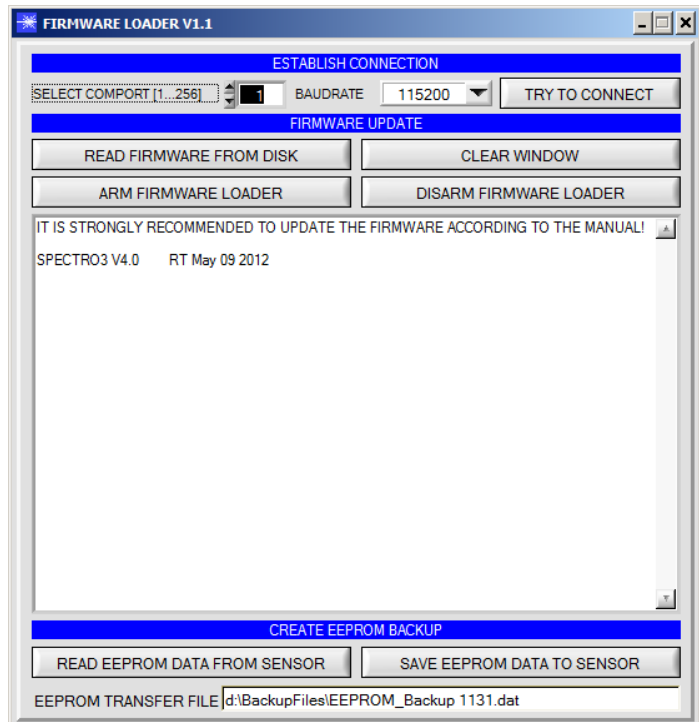 FIRMWARE LOADER V1.1
ESTABLISH CONNECTION
SELECT COMPORT [1...256] 1 BAUDRATE 115200 TRY TO CONNECT
FIRMWARE UPDATE
READ FIRMWARE FROM DISK CLEAR WINDOW
ARM FIRMWARE LOADER DISARM FIRMWARE LOADER
IT IS STRONGLY RECOMMENDED TO UPDATE THE FIRMWARE ACCORDING TO THE MANUAL!
SPECTRO3 V4.0 RT May 09 2012
CREATE EEPROM BACKUP
READ EEPROM DATA FROM SENSOR SAVE EEPROM DATA TO SENSOR
EEPROM TRANSFER FILE d:\BackupFiles\EEPROM_Backup 1131.dat